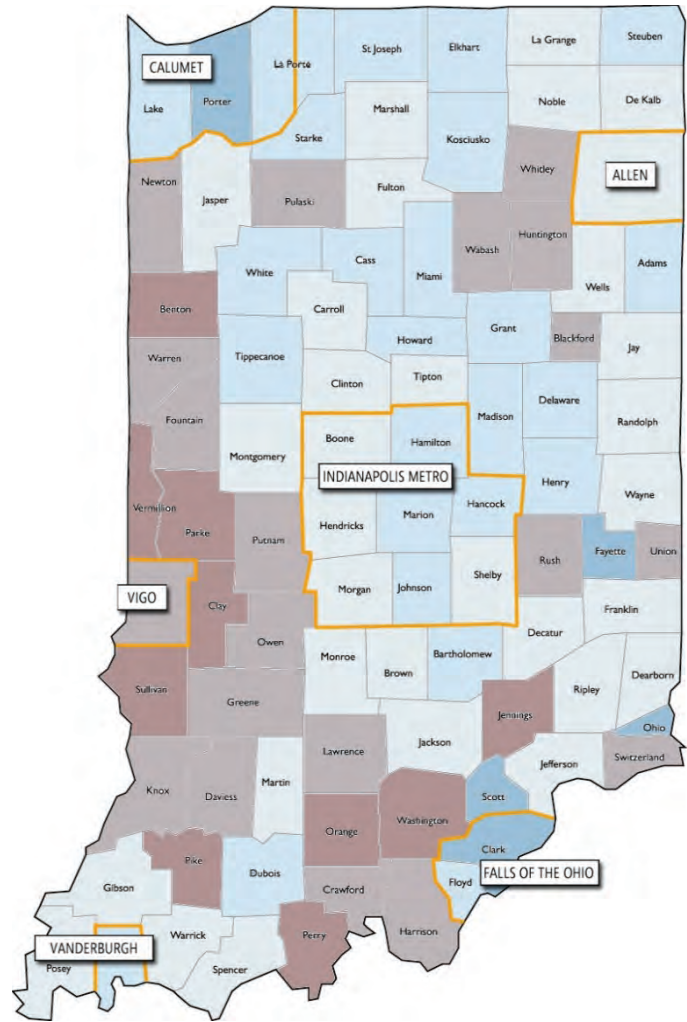 St Joseph
Elkhart
La Grange
Steuben
CALUMET
La Porte
Lake
Porter
Marshall
Noble
De Kalb
Starke
Kosciusko
Newton
Whitley
ALLEN
Jasper
Pulaski
Fulton
Wabash
Huntington
White
Cass
Miami
Wells
Adams
Benton
Carroll
Grant
Warren
Tippecanoe
Howard
Blackford
Jay
Clinton
Tipton
Fountain
Madison
Delaware
Randolph
Boone
Hamilton
Montgomery
INDIANAPOLIS METRO
Henry
Wayne
Vermillion
Hancock
Parke
Hendricks
Marion
Putnam
Rush
Fayette
Union
VIGO
Morgan
Johnson
Shelby
Clay
Franklin
Owen
Decatur
Monroe
Brown
Bartholomew
Dearborn
Sullivan
Greene
Ripley
Jennings
Ohio
Lawrence
Jackson
Switzerland
Jefferson
Knox
Daviess
Martin
Scott
Washington
Orange
Clark
Pike
Dubois
FALLS OF THE OHIO
Gibson
Floyd
Crawford
Harrison
Warrick
Perry
VANDERBURGH
Posey
Spencer